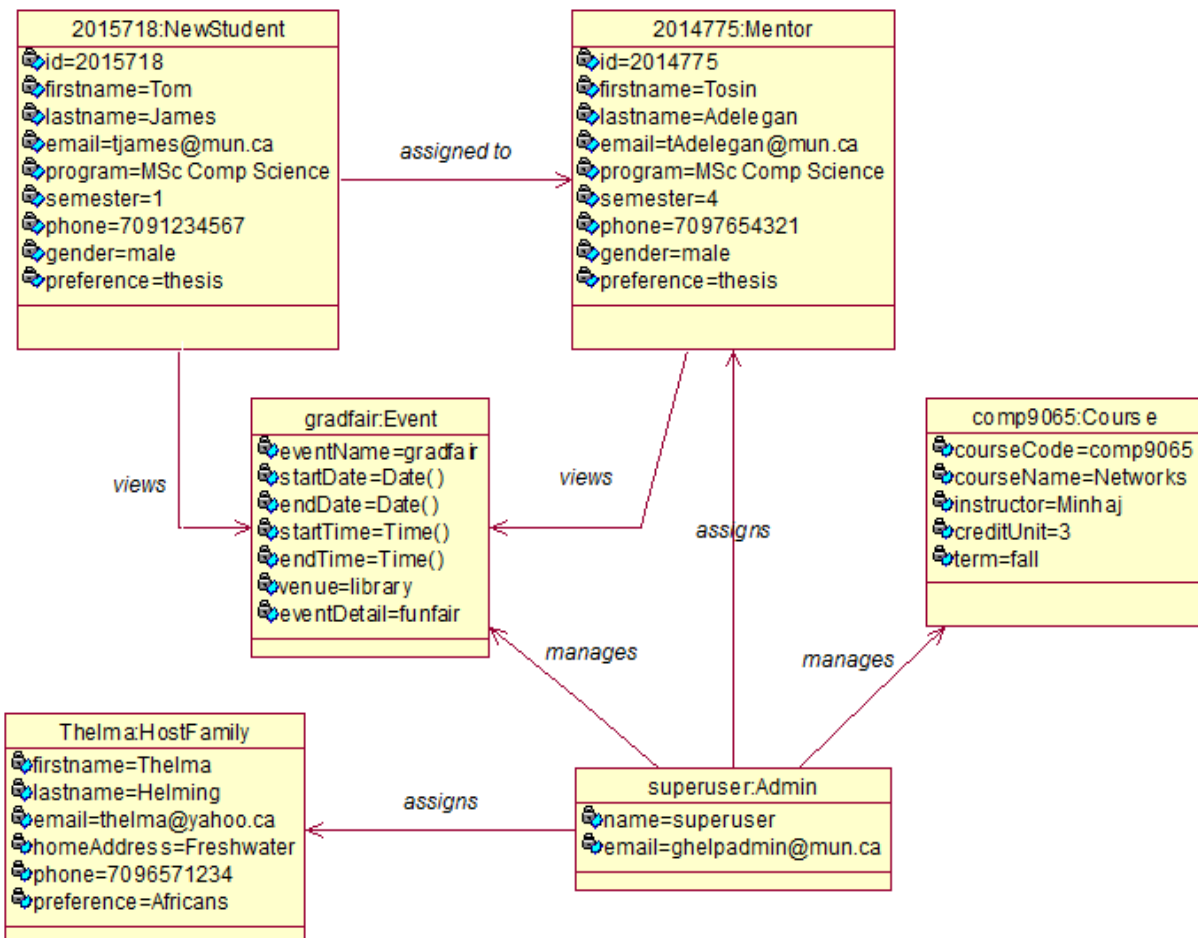 2015718:NewStudent
id=2015718
firstname=Tom
lastname=James
email=tjames@mun.ca
program=MSc Comp Science
semester=1
phone=7091234567
gender=male
preference=thesis
assigned to
2014775:Mentor
id=2014775
firstname=Tosin
lastname=Adelegan
email=tAdelegan@mun.ca
program=MSc Comp Science
semester=4
phone=7097654321
gender=male
preference=thesis
views
gradfair:Event
eventName=gradfair
startDate=Date()
endDate=Date()
startTime=Time()
endTime=Time()
venue=library
eventDetail=funfair
views
assigns
comp9065:Course
courseCode=comp9065
courseName=Networks
instructor=Minhaj
creditUnit=3
term=fall
manages
manages
Thelma:HostFamily
firstname=Thelma
lastname=Helming
email=thelma@yahoo.ca
homeAddress=Freshwater
phone=7096571234
preference=Africans
assigns
superuser:Admin
name=superuser
email=ghelpadmin@mun.ca